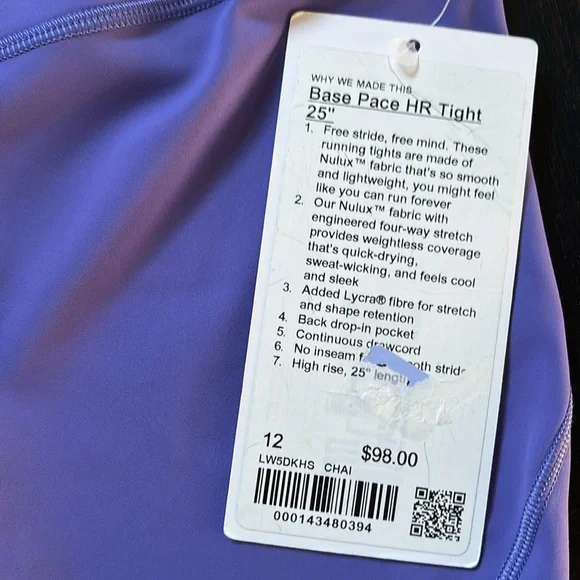 WHY WE MADE THIS
Base Pace HR Tight
25"
1. Free stride, free mind. These
running tights are made of
Nulux™ fabric that's so smooth
and lightweight, you might feel
like you can run forever
2. Our Nulux™ fabric with
engineered four-way stretch
provides weightless coverage
that's quick-drying,
sweat-wicking, and feels cool
and sleek
3. Added Lycra® fibre for stretch
and shape retention
4. Back drop-in pocket
5. Continuous drawcord
6. No inseam
7. High rise, 25" length
12 $98.00
LW5DKHS CHAI
000143480394